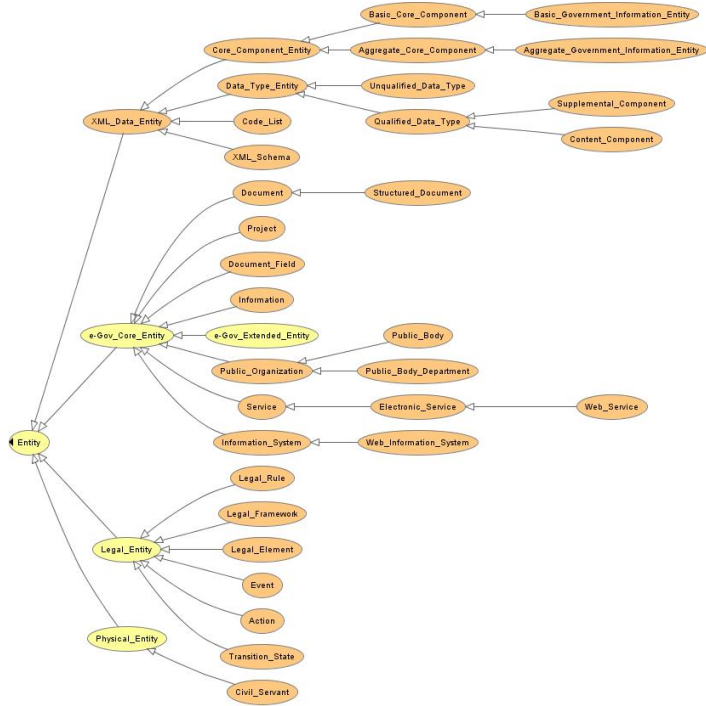 Basic_Core_Component
Basic_Government_Information_Entity
Core_Component_Entity
Aggregate_Core_Component
Aggregate_Government_Information_Entity
Data_Type_Entity
Unqualified_Data_Type
Supplemental_Component
XML_Data_Entity
Code_List
Qualified_Data_Type
Content_Component
XML_Schema
Document
Structured_Document
Project
Document_Field
Information
e-Gov_Core_Entity
e-Gov_Extended_Entity
Public_Body
Public_Organization
Public_Body_Department
Service
Electronic_Service
Web_Service
Entity
Information_System
Web_Information_System
Legal_Rule
Legal_Framework
Legal_Entity
Legal_Element
Event
Action
Physical_Entity
Transition_State
Civil_Servant